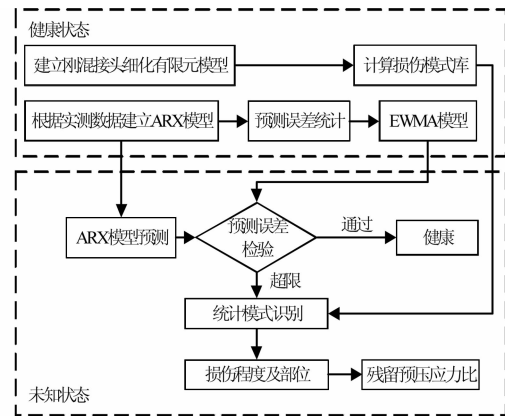 健康状态
建立刚混接头细化有限元模型
计算损伤模式库
根据实测数据建立ARX模型
预测误差统计
EWMA模型
ARX模型预测
预测误差
检验
通过
健康
超限
统计模式识别
损伤程度及部位
残留预压应力比
未知状态